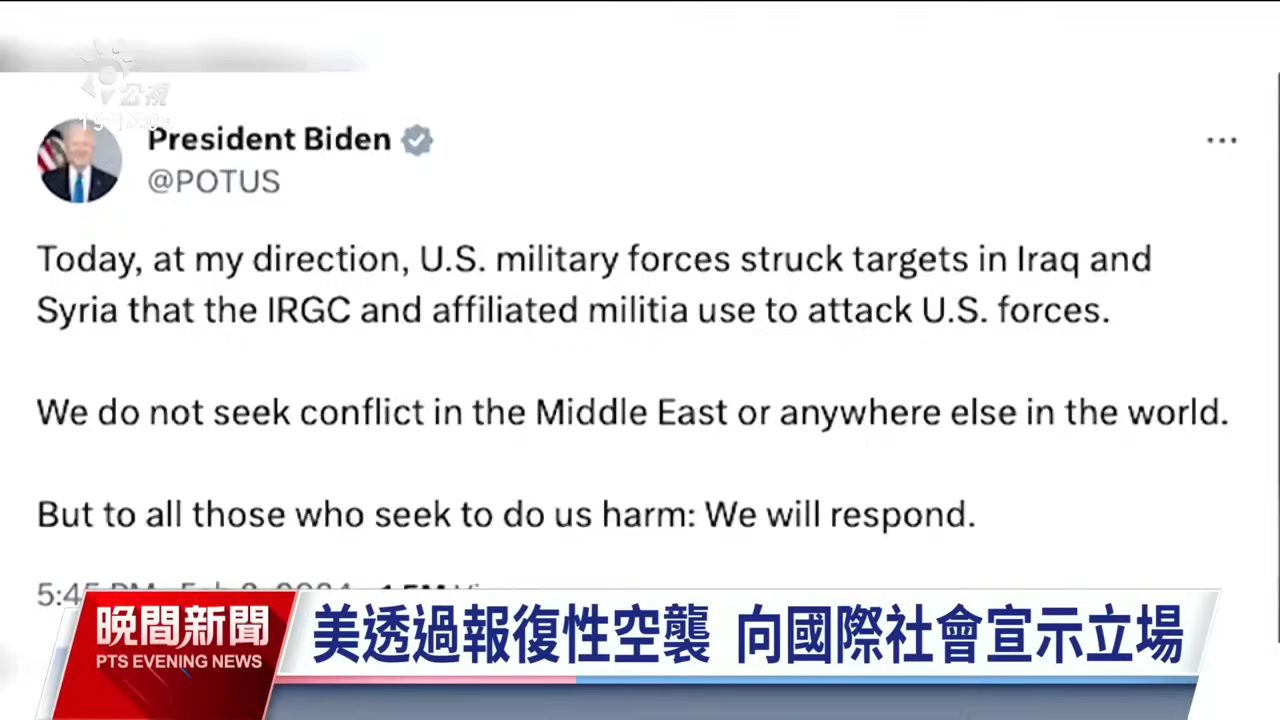 公視
President Biden
@POTUS
Today, at my direction, U.S. military forces struck targets in Iraq and
Syria that the IRGC and affiliated militia use to attack U.S. forces.
We do not seek conflict in the Middle East or anywhere else in the world.
But to all those who seek to do us harm: We will respond.
晚間新聞
PTS EVENING NEWS
美透過報復性空襲 向國際社會宣示立場